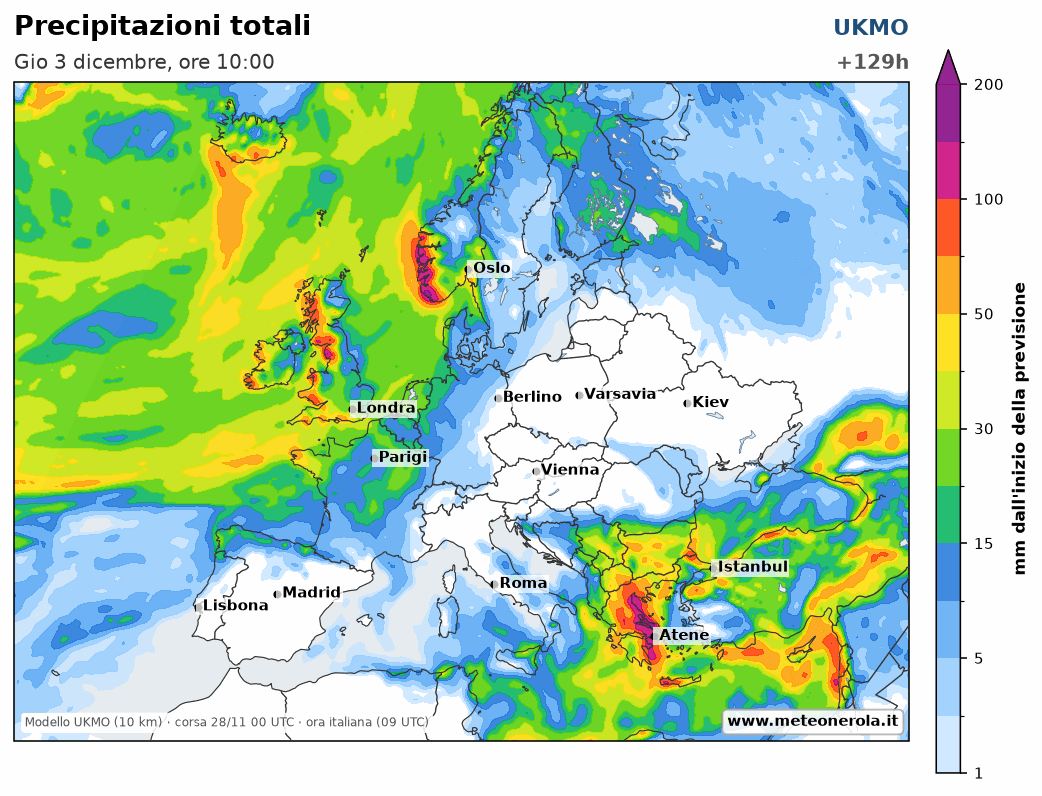 Precipitazioni totali
UKMO
Gio 3 dicembre, ore 10:00
+129h
200
100
50
30
15
5
1
mm dall'inizio della previsione
Oslo
Londra
Berlino
Varsavia
Kiev
Parigi
Vienna
Istanbul
Roma
Madrid
Lisbona
Atene
Modello UKMO (10 km) · corsa 28/11 00 UTC · ora italiana (09 UTC)
www.meteonerola.it